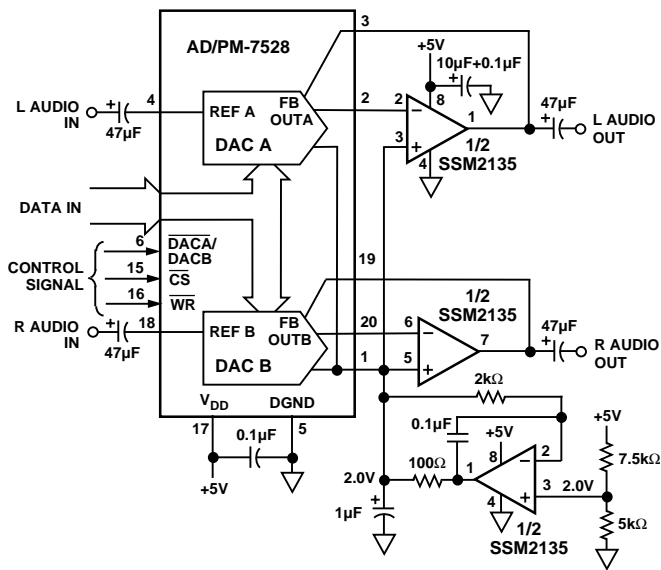 AD/PM-7528
3
+5V
10µF+0.1µF
8
L AUDIO
IN
+
47µF
4
REF A
FB
OUTA
DAC A
2
2
–
3
+
1
4
1/2
SSM2135
47µF
+
L AUDIO
OUT
DATA IN
CONTROL
SIGNAL
6
DACA/
DACB
15
CS
16
WR
19
R AUDIO
IN
+
47µF
18
REF B
FB
OUTB
DAC B
20
1
6
–
5
+
7
1/2
SSM2135
47µF
+
R AUDIO
OUT
VDD
DGND
17
5
0.1µF
+5V
2kΩ
0.1µF
+5V
8
2
–
3
+
1
4
100Ω
2.0V
+
1µF
2.0V
+5V
7.5kΩ
5kΩ
1/2
SSM2135